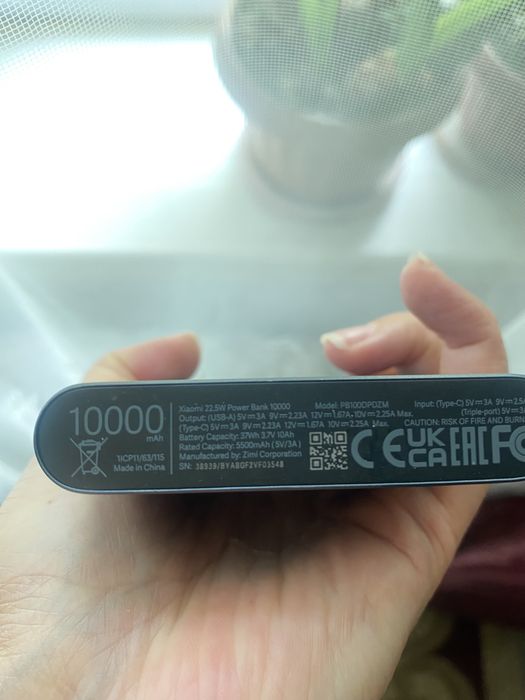 10000
mAh
1ICP11/63/115
Made in China
Xiaomi 22.5W Power Bank 10000 Model: PB100DPDZM
Output: (USB-A) 5V⎓3A 9V⎓2.23A 12V⎓1.67A 10V⎓2.25A Max.
(Type-C) 5V⎓3A 9V⎓2.23A 12V⎓1.67A 10V⎓2.25A Max.
Battery Capacity: 37Wh 3.7V 10Ah
Rated Capacity: 5500mAh (5V/3A)
Manufactured by: Zimi Corporation
SN: 38939/BYABGF2VF03548
Input: (Type-C) 5V⎓3A 9V⎓2.5A
(Triple-port) 5V⎓3
CAUTION: RISK OF FIRE AND BURN
CE UK CA EAC FC